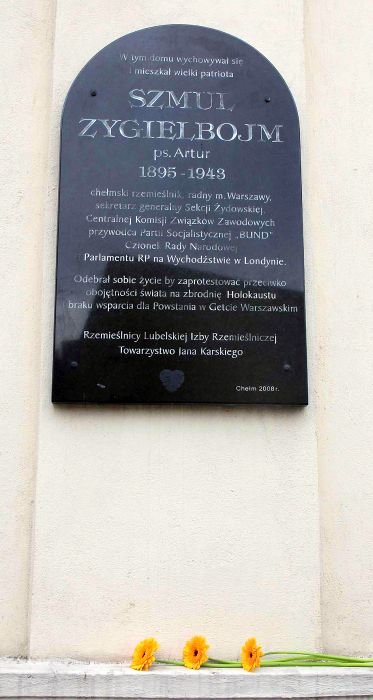 W tym domu wychowywał się
i mieszkał wielki patriota
SZMUL
ZYGIELBOJM
ps. Artur
1895 - 1943
chełmski rzemieślnik, radny m. Warszawy,
sekretarz generalny Sekcji Żydowskiej,
Centralnej Komisji Związków Zawodowych
przywódca Partii Socjalistycznej „BUND”
Członek Rady Narodowej
i Parlamentu RP na Wychodźstwie w Londynie.
Odebrał sobie życie by zaprotestować przeciwko
obojętności świata na zbrodnię Holokaustu
braku wsparcia dla Powstania w Getcie Warszawskim
Rzemieślnicy Lubelskiej Izby Rzemieślniczej
Towarzystwo Jana Karskiego
Chełm 2008 r.